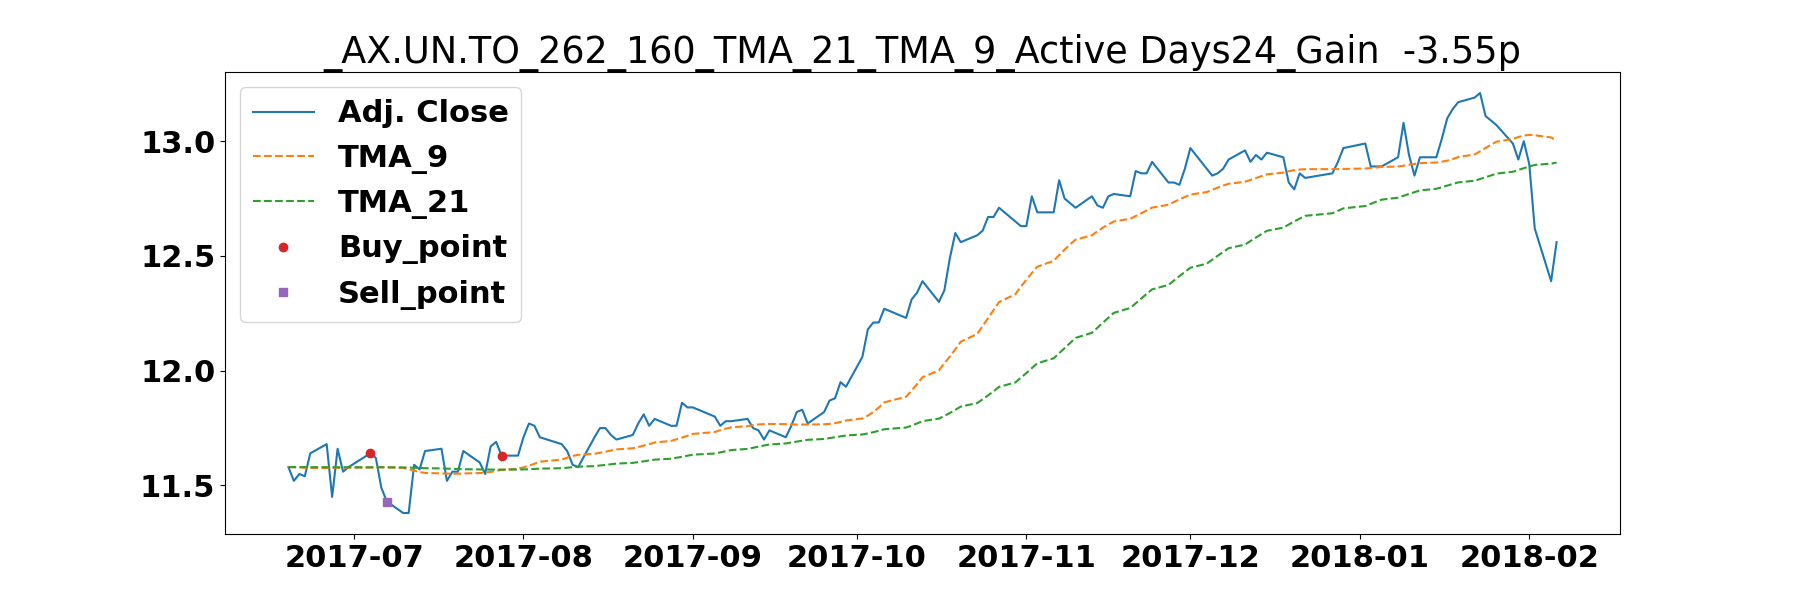 _AX.UN.TO_262_160_TMA_21_TMA_9_Active Days24_Gain  -3.55p
Adj. Close
TMA_9
TMA_21
Buy_point
Sell_point
13.0
12.5
12.0
11.5
2017-07 2017-08 2017-09 2017-10 2017-11 2017-12 2018-01 2018-02